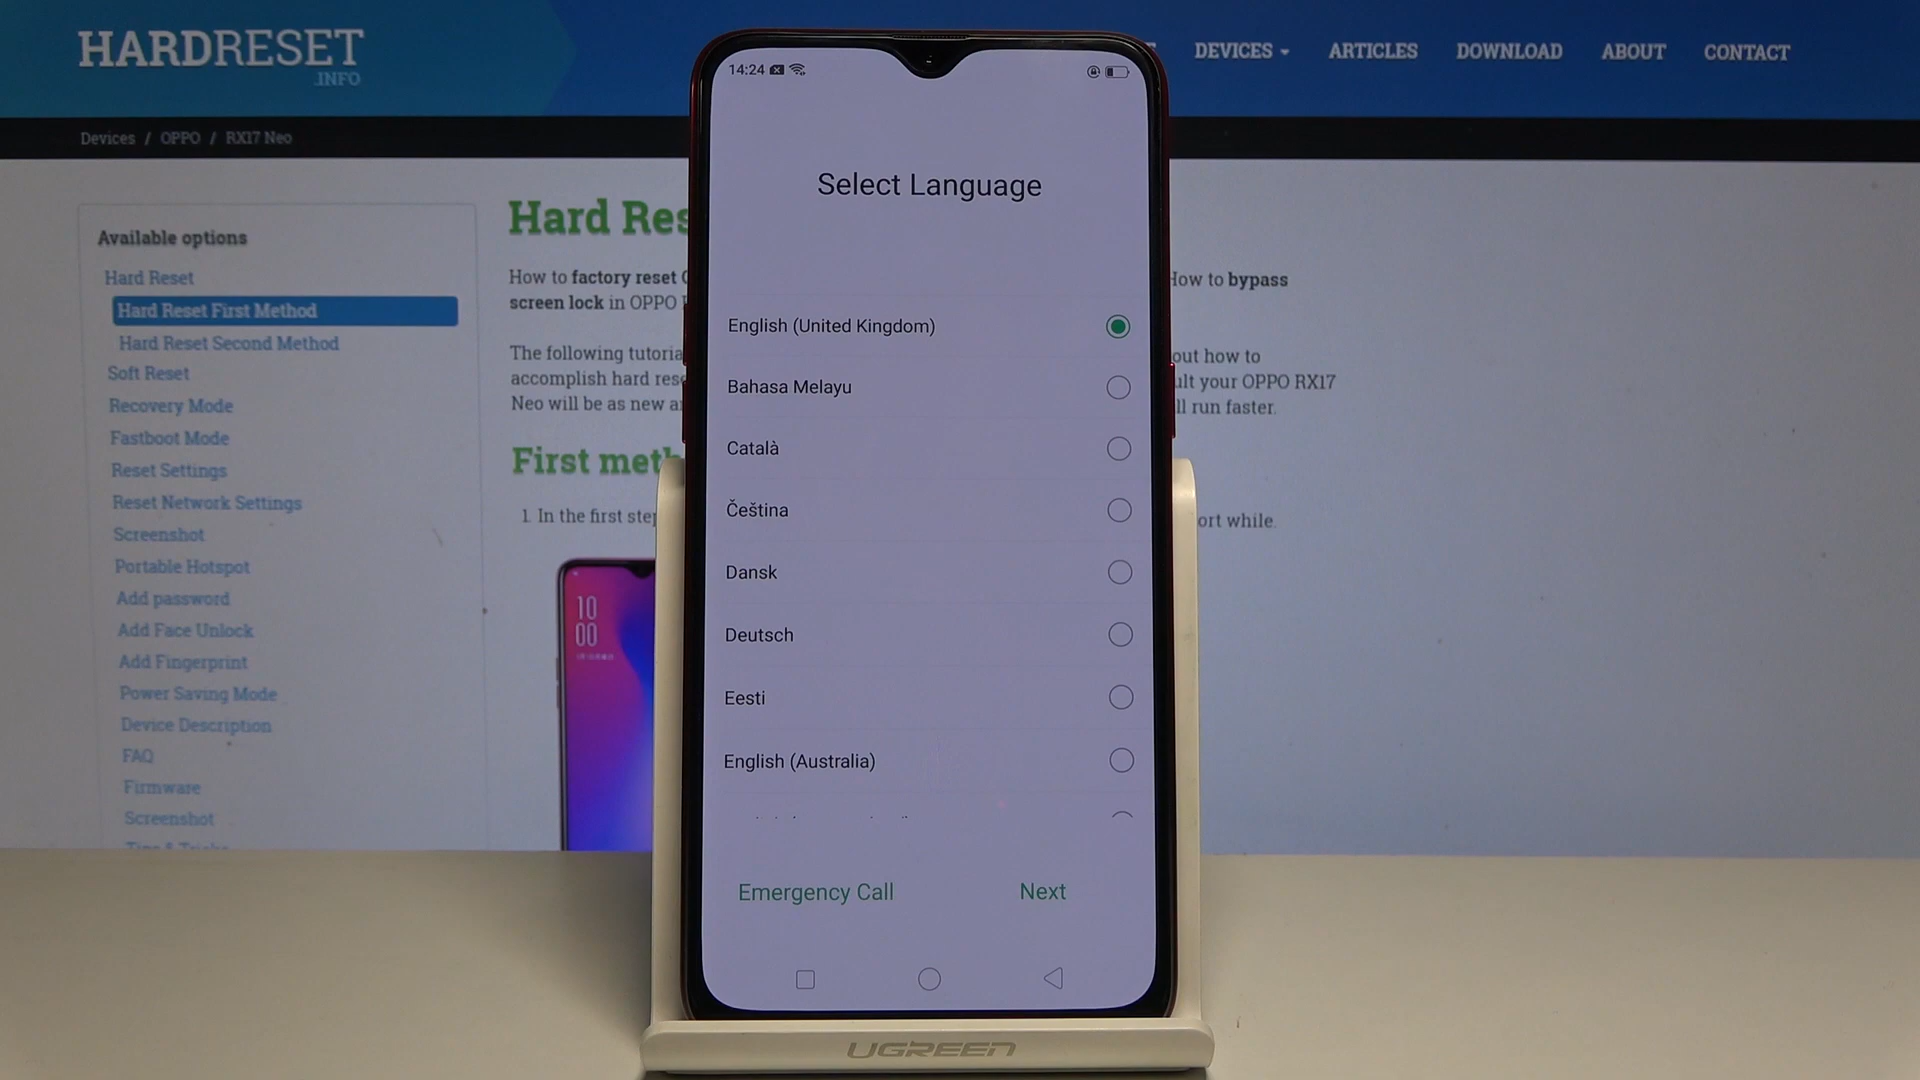 HARDRESET
.INFO
DEVICES
ARTICLES
DOWNLOAD
ABOUT
CONTACT
Devices / OPPO / RX17 Neo
Available options
Hard Reset
Hard Reset First Method
Hard Reset Second Method
Soft Reset
Recovery Mode
Fastboot Mode
Reset Settings
Reset Network Settings
Screenshot
Portable Hotspot
Add password
Add Face Unlock
Add Fingerprint
Power Saving Mode
Device Description
FAQ
Firmware
Screenshot
Hard Res
How to factory reset
screen lock in OPPO
How to bypass
The following tutoria
accomplish hard rese
Neo will be as new a
out how to
ult your OPPO RX17
ll run faster.
First meth
1. In the first step
ort while.
10
00
14:24
Select Language
English (United Kingdom)
Bahasa Melayu
Català
Čeština
Dansk
Deutsch
Eesti
English (Australia)
Emergency Call
Next
UGREEN